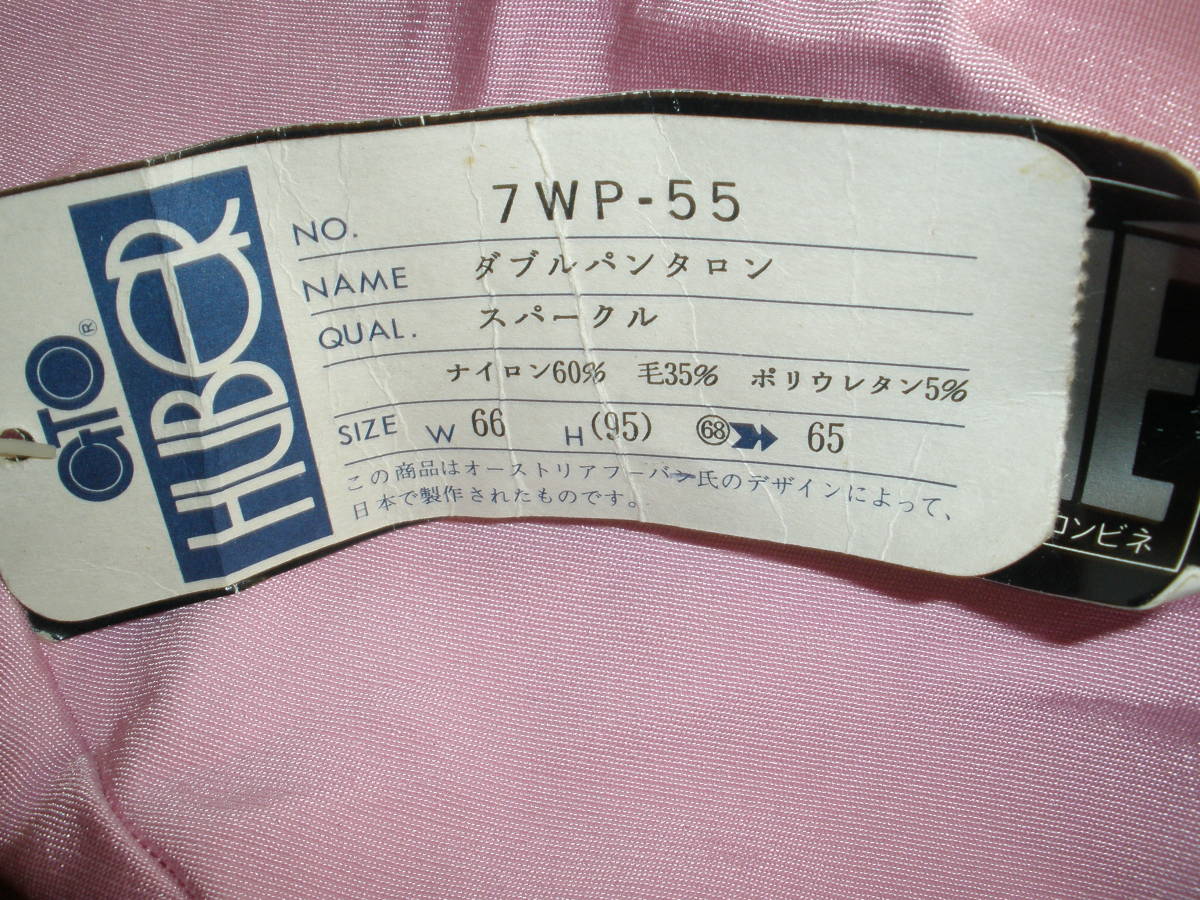 GTO®
HUBER
NO. 7WP-55
NAME ダブルパンタロン
QUAL. スパークル
ナイロン60% 毛35% ポリウレタン5%
SIZE W 66 H (95) 68 65
この商品はオーストリアフーバー氏のデザインによって、
日本で製作されたものです。
コンビネ